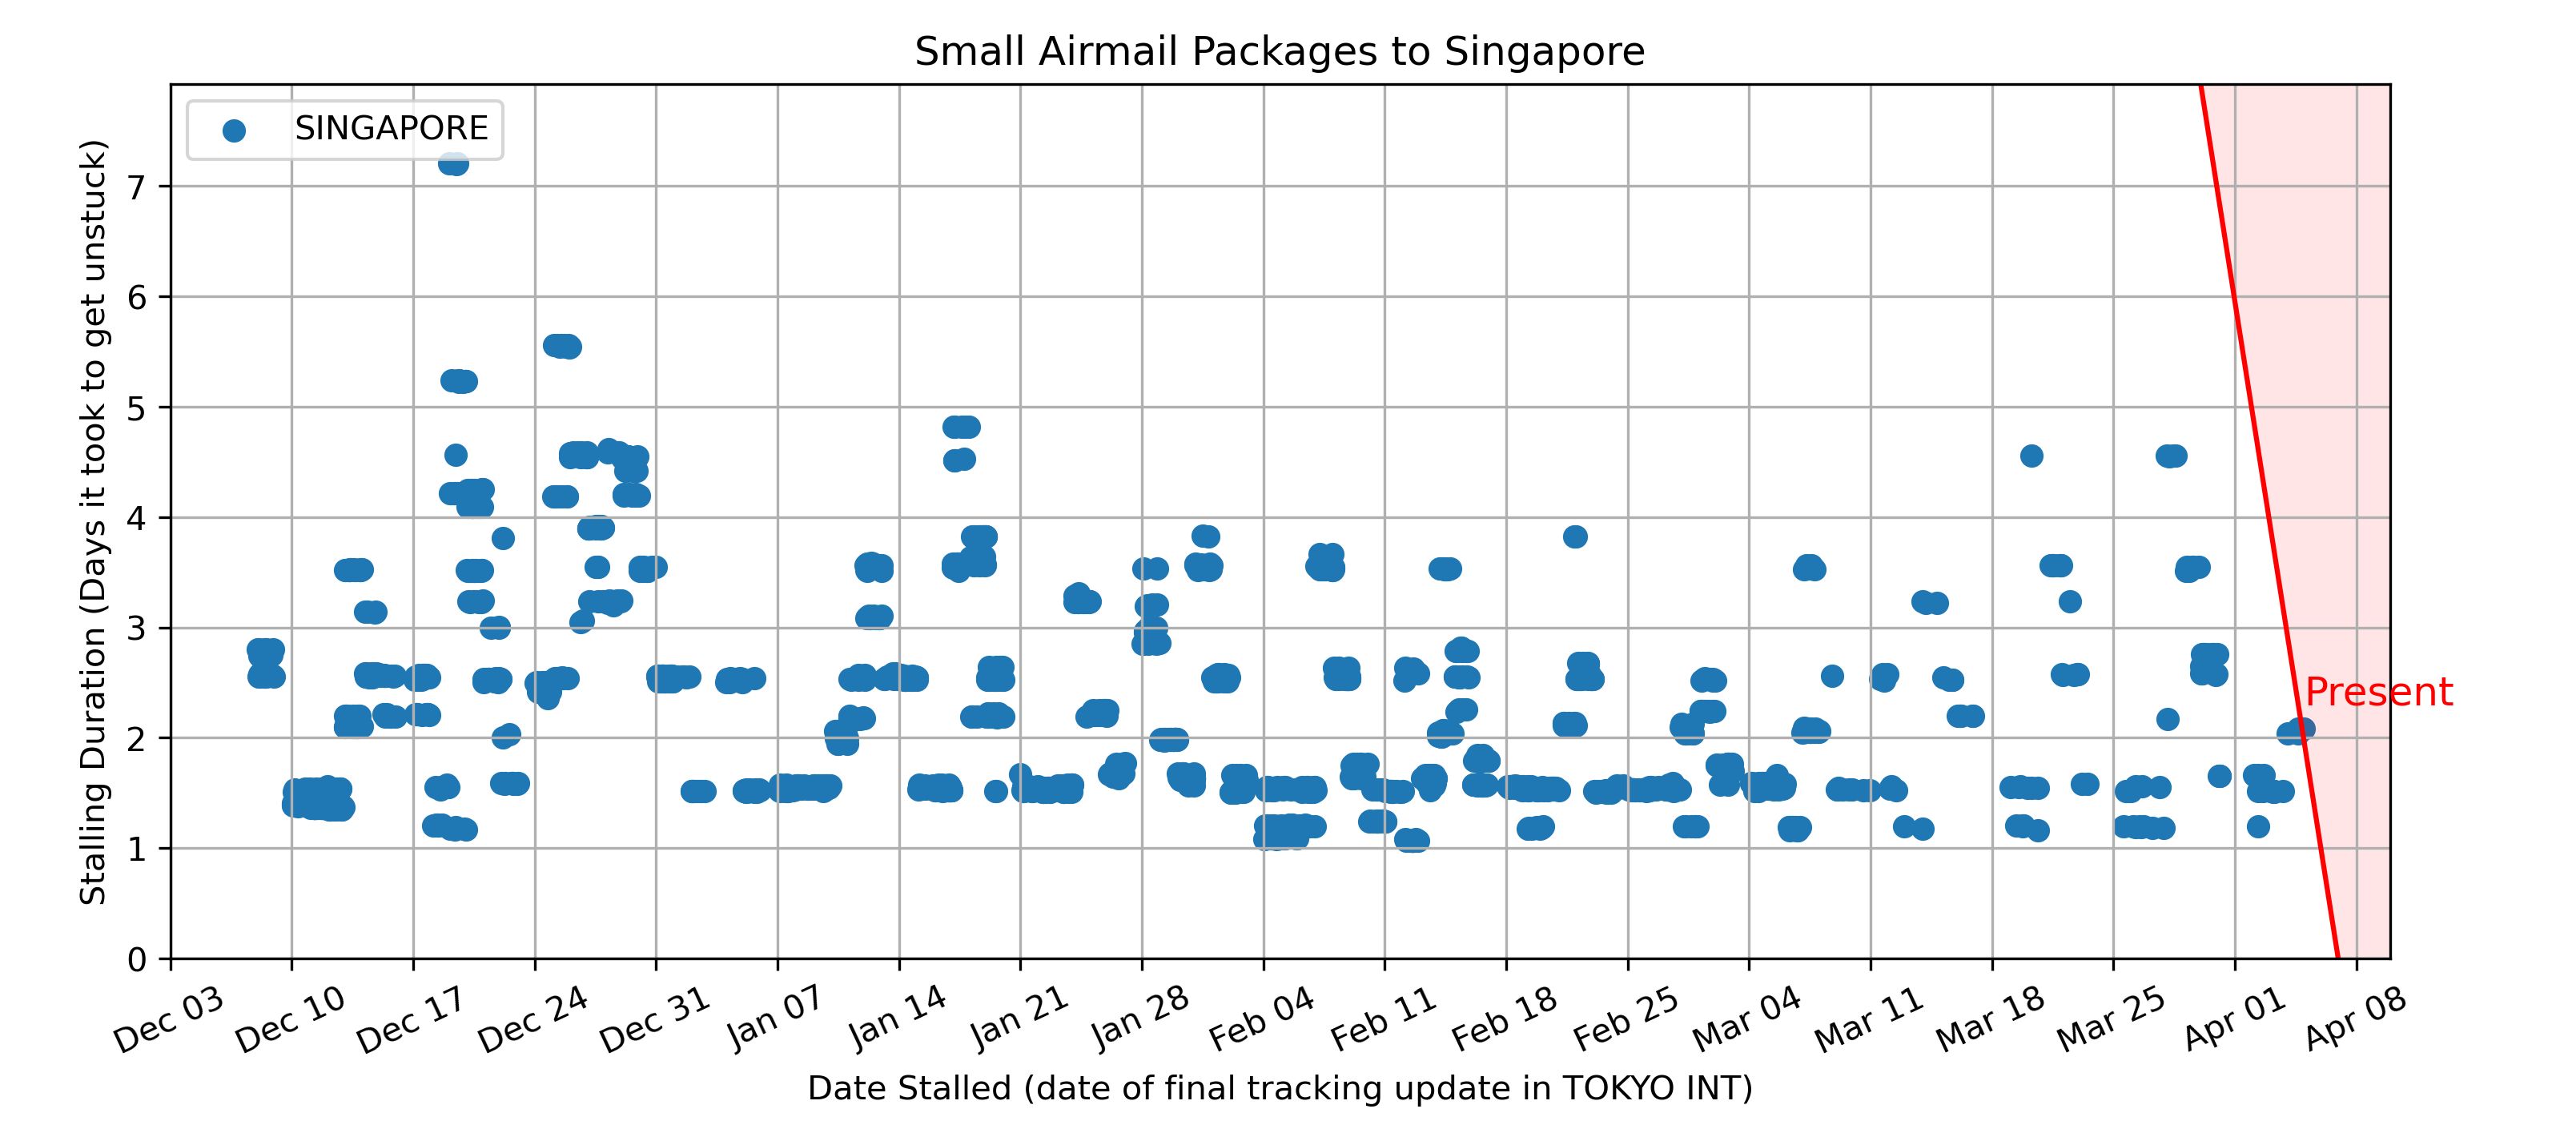 Small Airmail Packages to Singapore
SINGAPORE
Stalling Duration (Days it took to get unstuck)
7
6
5
4
3
2
1
0
Present
Dec 03
Dec 10
Dec 17
Dec 24
Dec 31
Jan 07
Jan 14
Jan 21
Jan 28
Feb 04
Feb 11
Feb 18
Feb 25
Mar 04
Mar 11
Mar 18
Mar 25
Apr 01
Apr 08
Date Stalled (date of final tracking update in TOKYO INT)